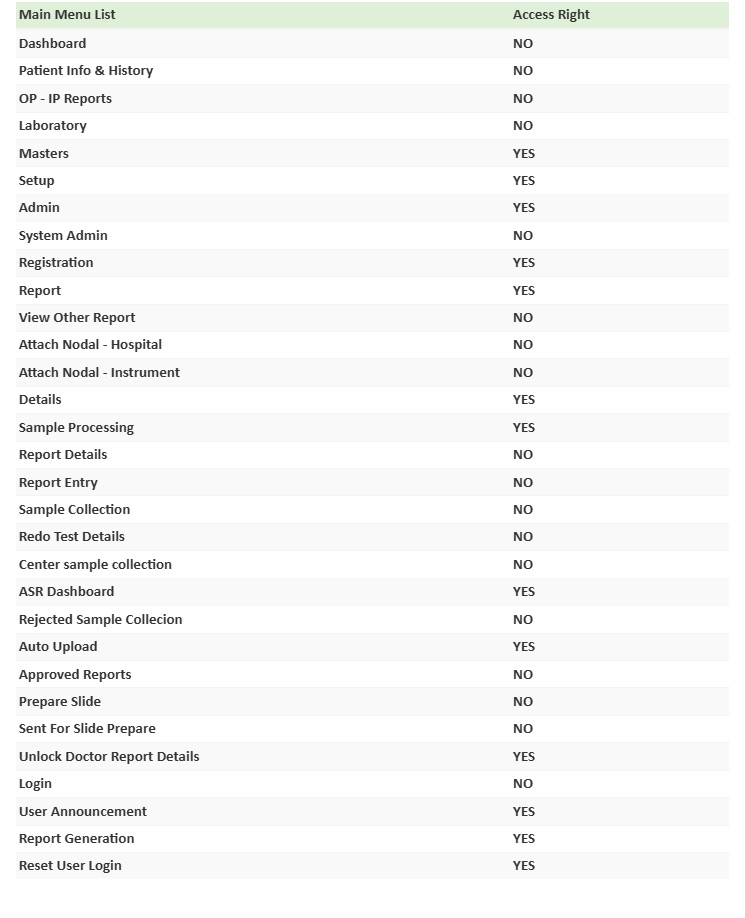 Main Menu List Access Right
Dashboard NO
Patient Info & History NO
OP - IP Reports NO
Laboratory NO
Masters YES
Setup YES
Admin YES
System Admin NO
Registration YES
Report YES
View Other Report NO
Attach Nodal - Hospital NO
Attach Nodal - Instrument NO
Details YES
Sample Processing YES
Report Details NO
Report Entry NO
Sample Collection NO
Redo Test Details NO
Center sample collection NO
ASR Dashboard YES
Rejected Sample Collecion NO
Auto Upload YES
Approved Reports NO
Prepare Slide NO
Sent For Slide Prepare NO
Unlock Doctor Report Details YES
Login NO
User Announcement YES
Report Generation YES
Reset User Login YES